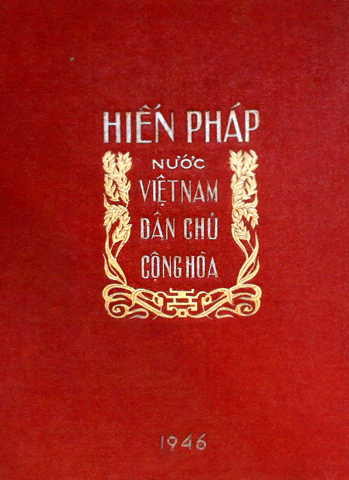 HIẾN PHÁP
NƯỚC
VIỆT NAM
DÂN CHỦ
CỘNG HÒA
1946